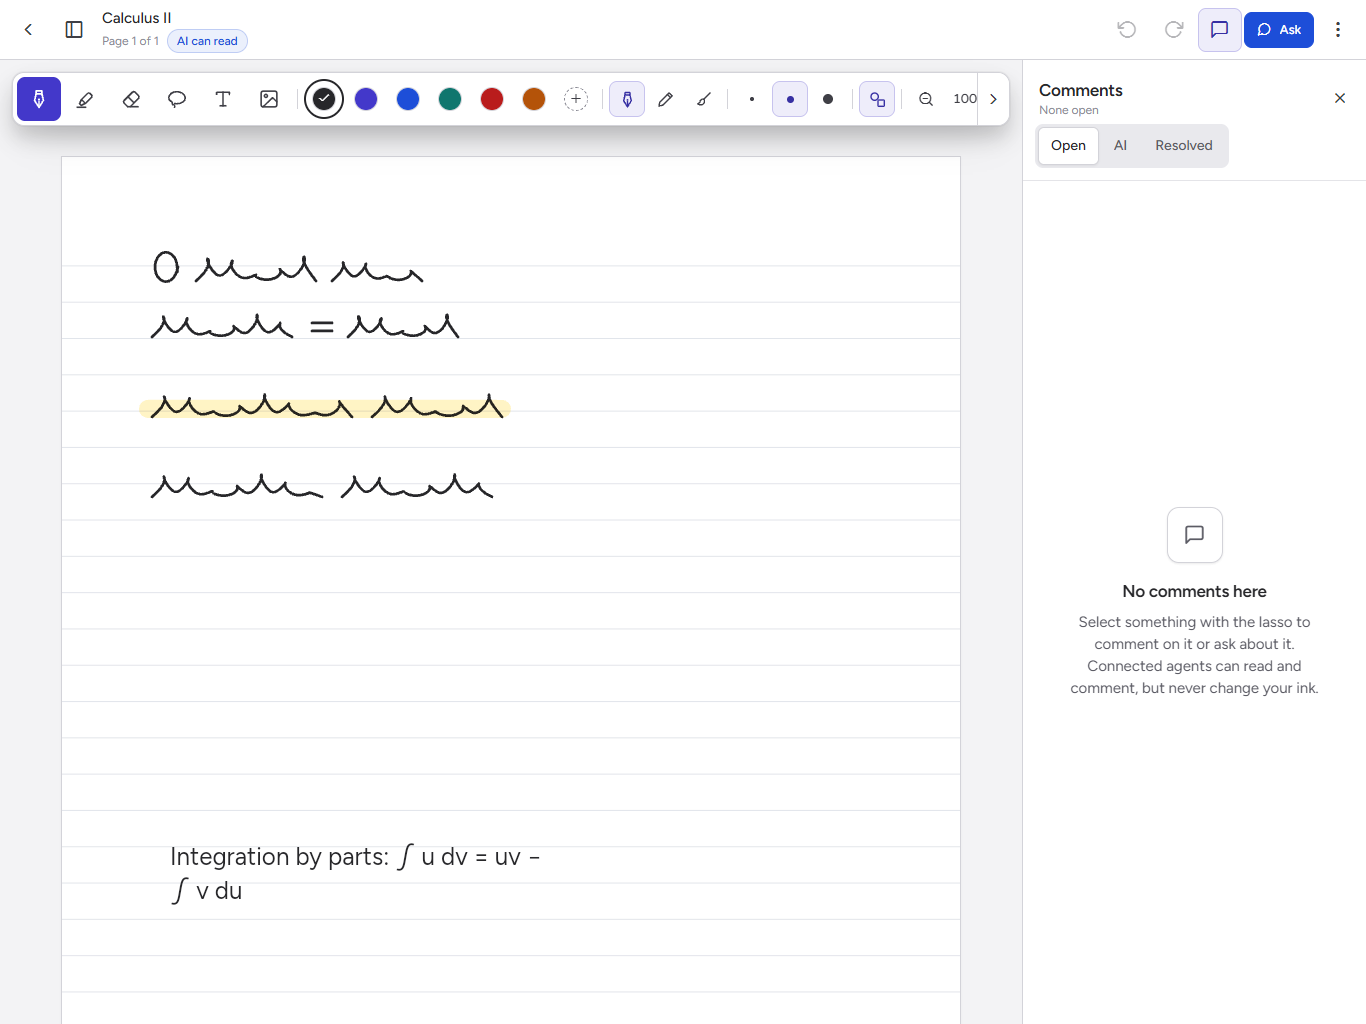 Calculus II
Page 1 of 1 AI can read
Ask
100
Comments
None open
Open AI Resolved
=
Integration by parts: ∫ u dv = uv −
∫ v du
No comments here
Select something with the lasso to
comment on it or ask about it.
Connected agents can read and
comment, but never change your ink.